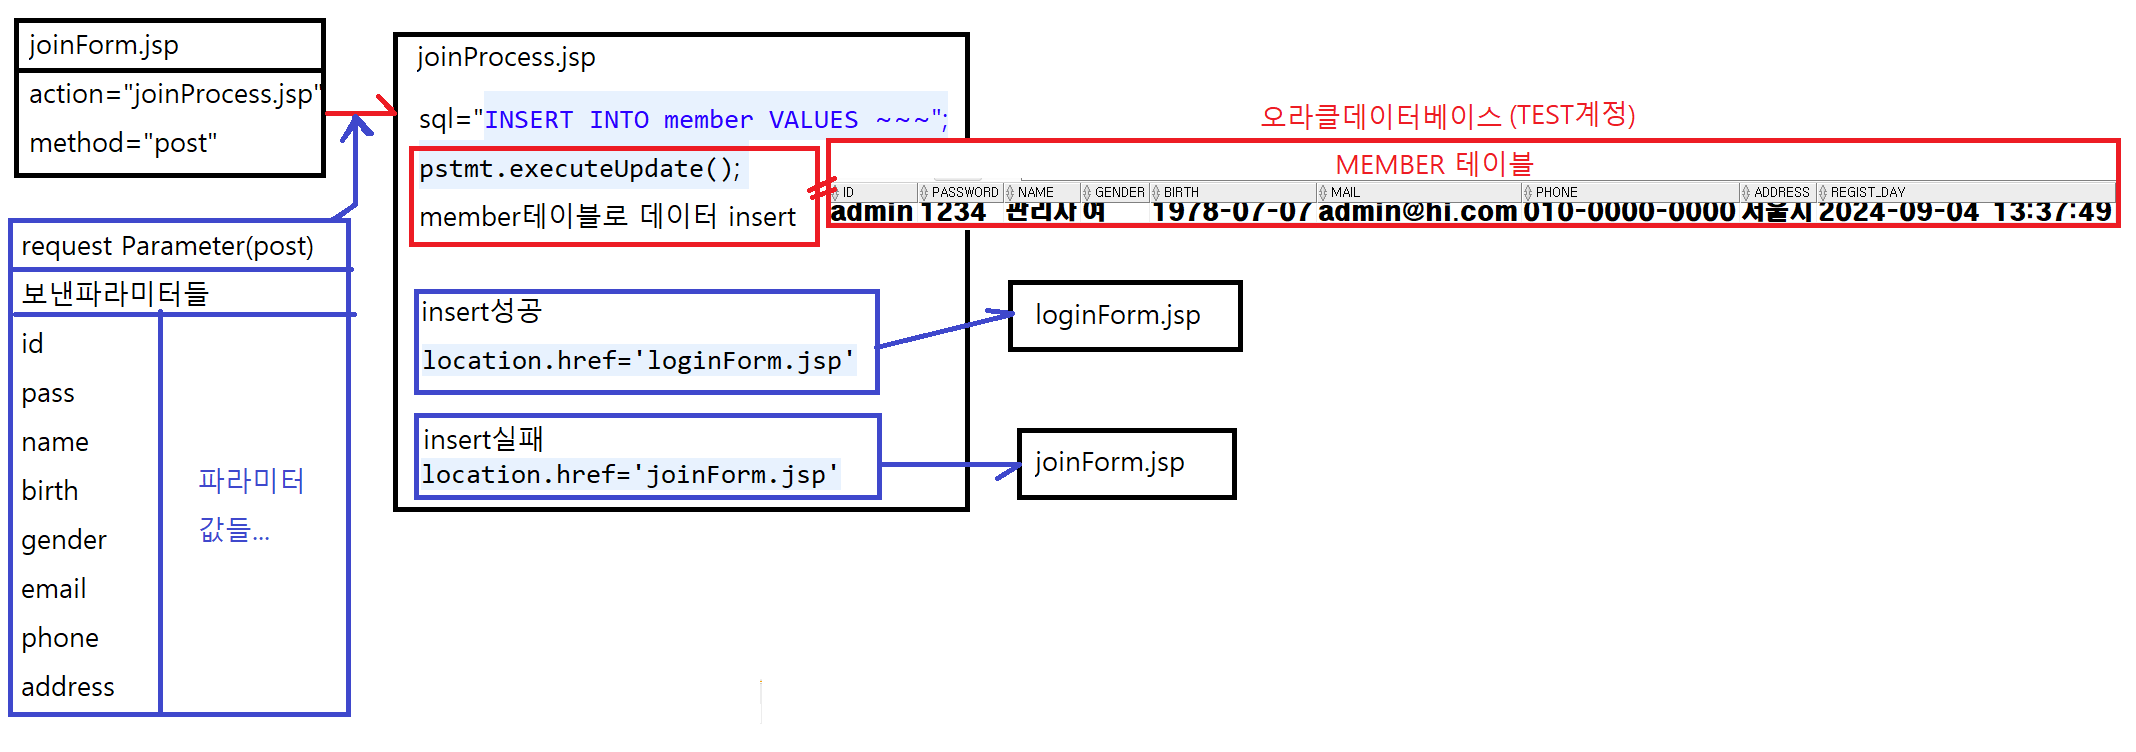 joinForm.jsp
action="joinProcess.jsp"
method="post"
request Parameter(post)
보낸파라미터들
id
pass
name
birth
gender
email
phone
address
파라미터
값들...
joinProcess.jsp
sql="INSERT INTO member VALUES ~~~";
pstmt.executeUpdate();
member테이블로 데이터 insert
insert성공
location.href='loginForm.jsp'
insert실패
location.href='joinForm.jsp'
오라클데이터베이스 (TEST계정)
MEMBER 테이블
ID PASSWORD NAME GENDER BIRTH MAIL PHONE ADDRESS REGIST_DAY
admin 1234 관리자 여 1978-07-07 admin@hi.com 010-0000-0000 서울시 2024-09-04 13:37:49
loginForm.jsp
joinForm.jsp